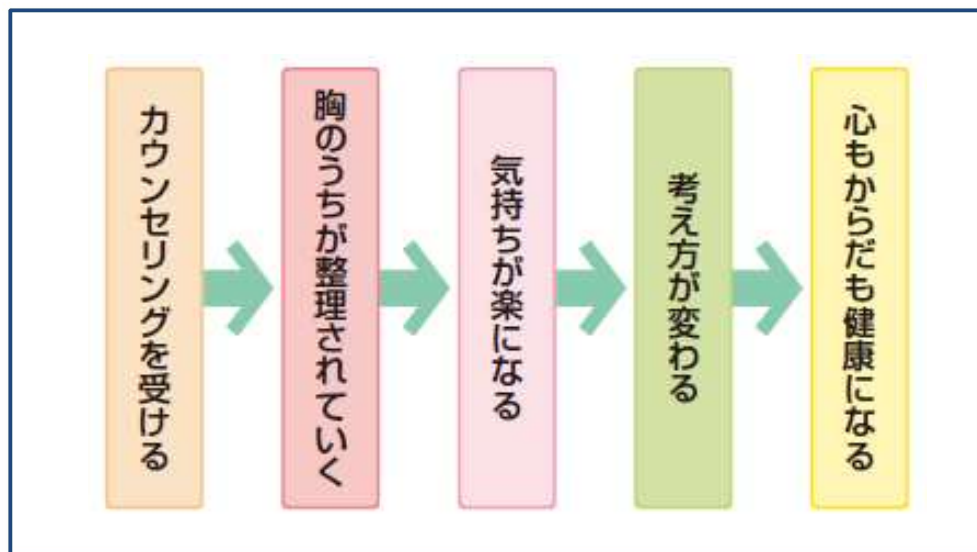 カウンセリングを受ける
胸のうちが整理されていく
気持ちが楽になる
考え方が変わる
心もからだも健康になる